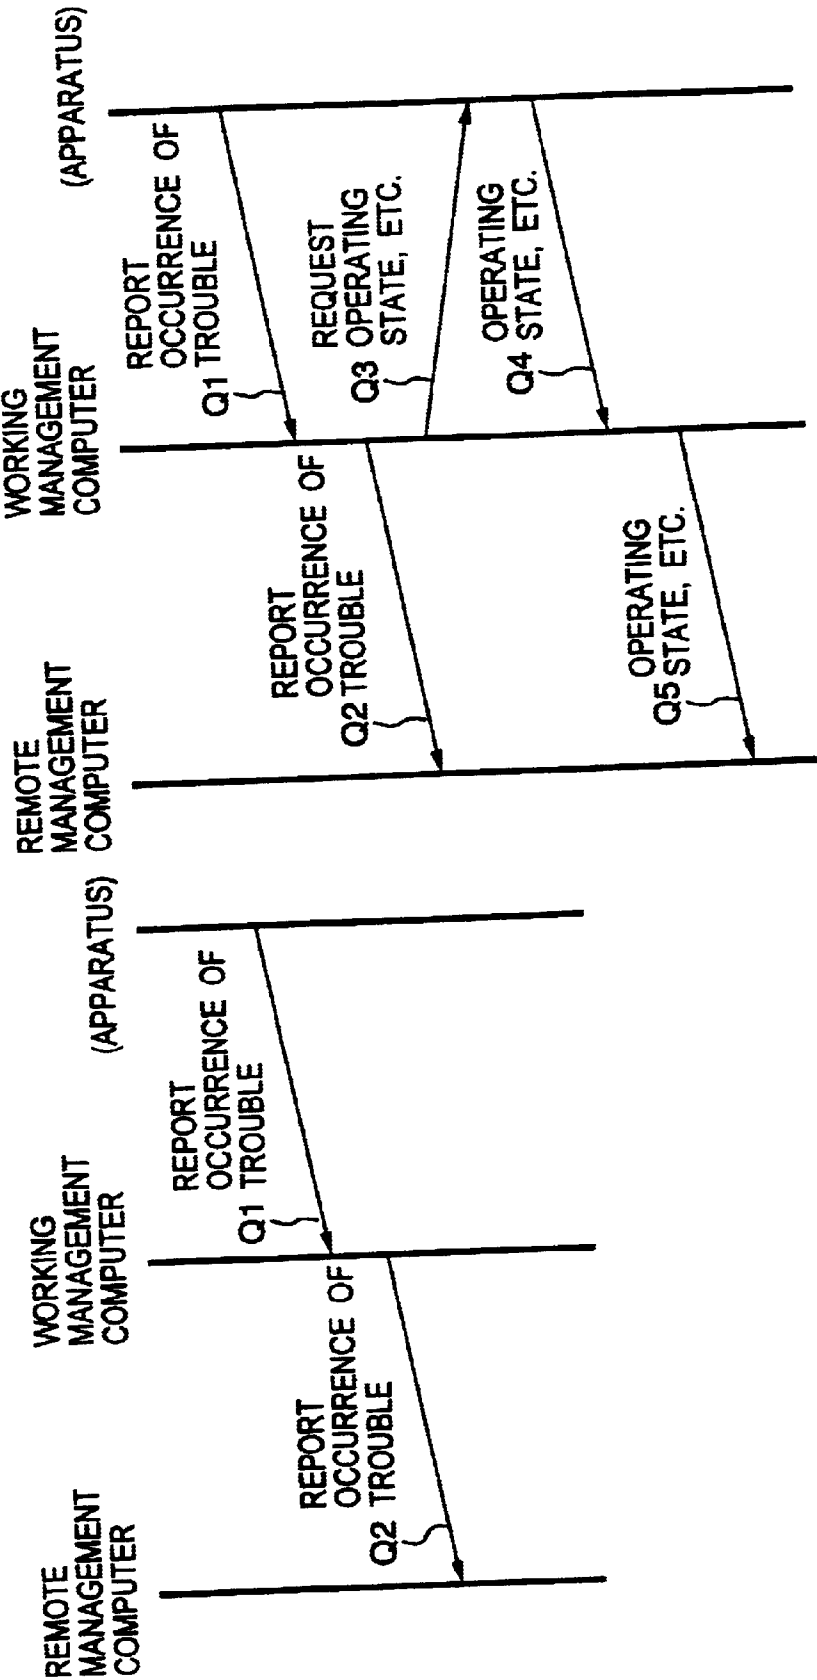 REMOTE
MANAGEMENT
COMPUTER
WORKING
MANAGEMENT
COMPUTER
(APPARATUS)
REPORT
OCCURRENCE OF
Q1 TROUBLE
REPORT
OCCURRENCE OF
Q2 TROUBLE
REMOTE
MANAGEMENT
COMPUTER
WORKING
MANAGEMENT
COMPUTER
(APPARATUS)
REPORT
OCCURRENCE OF
Q1 TROUBLE
REPORT
OCCURRENCE OF
Q2 TROUBLE
REQUEST
OPERATING
Q3 STATE, ETC.
OPERATING
Q4 STATE, ETC.
OPERATING
Q5 STATE, ETC.